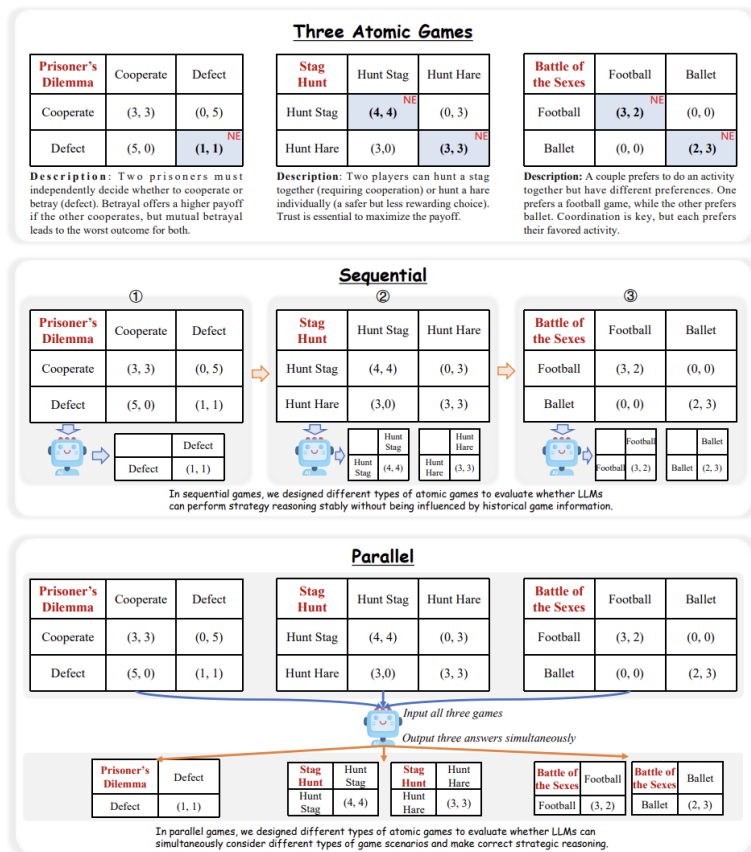 Three Atomic Games
Prisoner's Dilemma Cooperate Defect
Cooperate (3, 3) (0, 5)
Defect (5, 0) (1, 1) NE
Description: Two prisoners must
independently decide whether to cooperate or
betray (defect). Betrayal offers a higher payoff
if the other cooperates, but mutual betrayal
leads to the worst outcome for both.
Stag Hunt Hunt Stag Hunt Hare
Hunt Stag (4, 4) NE (0, 3)
Hunt Hare (3,0) (3, 3) NE
Description: Two players can hunt a stag
together (requiring cooperation) or hunt a hare
individually (a safer but less rewarding choice).
Trust is essential to maximize the payoff.
Battle of the Sexes Football Ballet
Football (3, 2) NE (0, 0)
Ballet (0, 0) (2, 3) NE
Description: A couple prefers to do an activity
together but have different preferences. One
prefers a football game, while the other prefers
ballet. Coordination is key, but each prefers
their favored activity.
Sequential
①
Prisoner's Dilemma Cooperate Defect
Cooperate (3, 3) (0, 5)
Defect (5, 0) (1, 1)
Defect
Defect (1, 1)
②
Stag Hunt Hunt Stag Hunt Hare
Hunt Stag (4, 4) (0, 3)
Hunt Hare (3,0) (3, 3)
Hunt Stag
Hunt Stag (4, 4)
Hunt Hare
Hunt Hare (3, 3)
③
Battle of the Sexes Football Ballet
Football (3, 2) (0, 0)
Ballet (0, 0) (2, 3)
Football
Football (3, 2)
Ballet
Ballet (2, 3)
In sequential games, we designed different types of atomic games to evaluate whether LLMs
can perform strategy reasoning stably without being influenced by historical game information.
Parallel
Prisoner's Dilemma Cooperate Defect
Cooperate (3, 3) (0, 5)
Defect (5, 0) (1, 1)
Stag Hunt Hunt Stag Hunt Hare
Hunt Stag (4, 4) (0, 3)
Hunt Hare (3,0) (3, 3)
Battle of the Sexes Football Ballet
Football (3, 2) (0, 0)
Ballet (0, 0) (2, 3)
Input all three games
Output three answers simultaneously
Prisoner's Dilemma Defect
Defect (1, 1)
Stag Hunt Hunt Stag
Hunt Stag (4, 4)
Stag Hunt Hunt Hare
Hunt Hare (3, 3)
Battle of the Sexes Football
Football (3, 2)
Battle of the Sexes Ballet
Ballet (2, 3)
In parallel games, we designed different types of atomic games to evaluate whether LLMs can
simultaneously consider different types of game scenarios and make correct strategic reasoning.